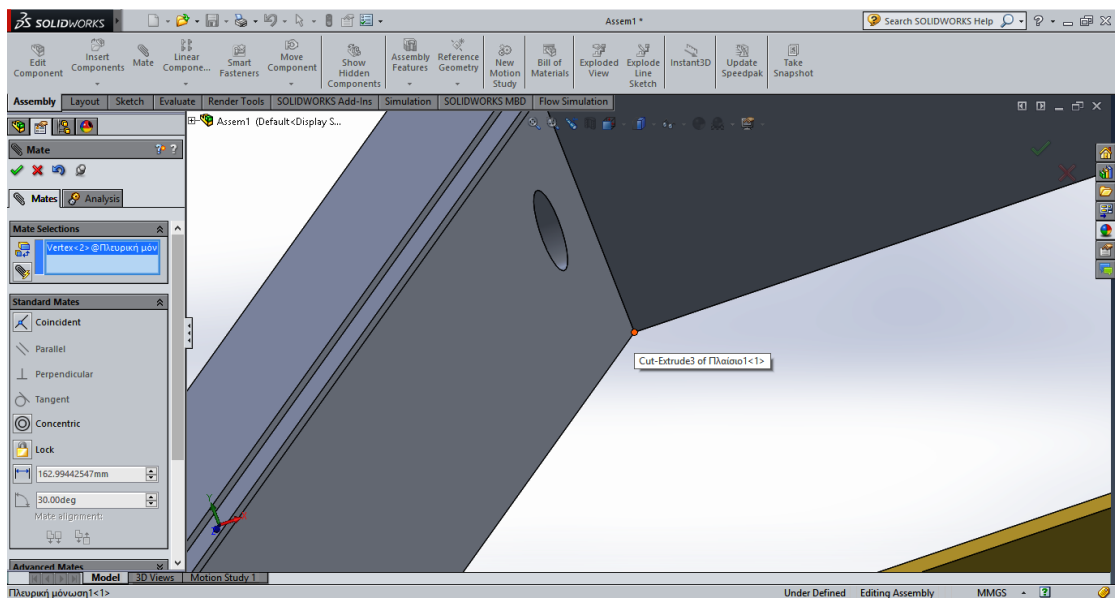 SOLIDWORKS
Assem1 *
Search SOLIDWORKS Help
Edit Component
Insert Components
Mate
Linear Compone...
Smart Fasteners
Move Component
Show Hidden Components
Assembly Features
Reference Geometry
New Motion Study
Bill of Materials
Exploded View
Explode Line Sketch
Instant3D
Update Speedpak
Take Snapshot
Assembly Layout Sketch Evaluate Render Tools SOLIDWORKS Add-Ins Simulation SOLIDWORKS MBD Flow Simulation
Assem1 (Default<Display S...
Mate
Mates Analysis
Mate Selections
Vertex<2>@Πλευρική μόν
Standard Mates
Coincident
Parallel
Perpendicular
Tangent
Concentric
Lock
162.99442547mm
30.00deg
Mate alignment:
Advanced Mates
Cut-Extrude3 of Πλαίσιο1<1>
Model 3D Views Motion Study 1
Πλευρική μόνωση1<1>
Under Defined Editing Assembly MMGS